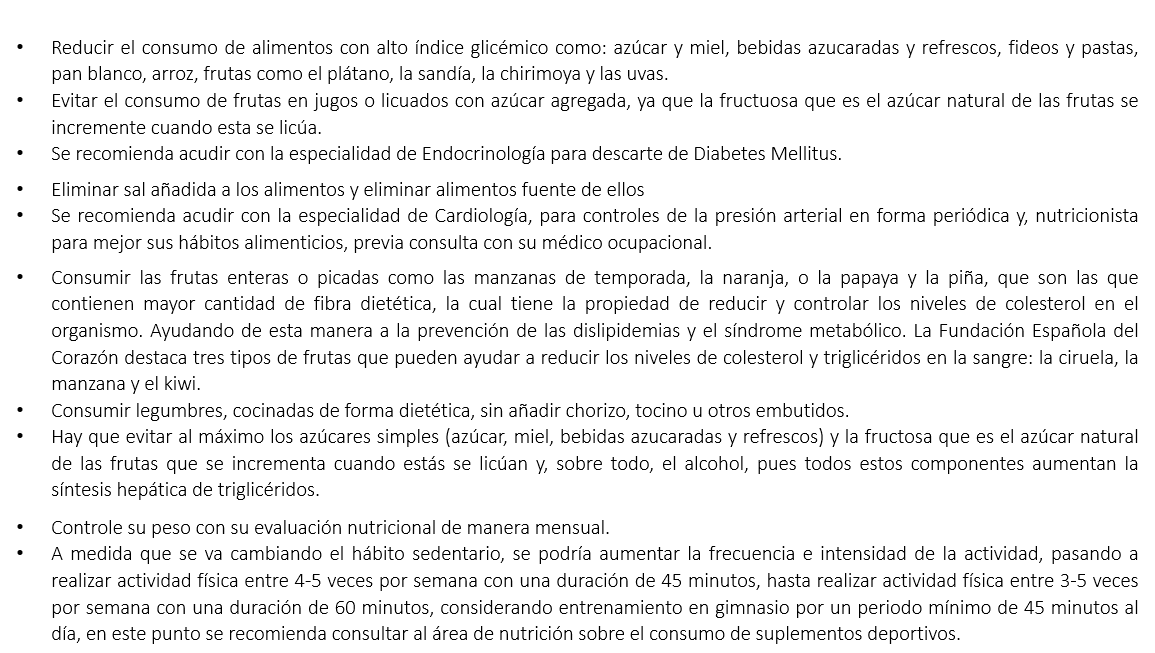 • Reducir el consumo de alimentos con alto índice glicémico como: azúcar y miel, bebidas azucaradas y refrescos, fideos y pastas,
pan blanco, arroz, frutas como el plátano, la sandía, la chirimoya y las uvas.
• Evitar el consumo de frutas en jugos o licuados con azúcar agregada, ya que la fructuosa que es el azúcar natural de las frutas se
incremente cuando esta se licúa.
• Se recomienda acudir con la especialidad de Endocrinología para descarte de Diabetes Mellitus.
• Eliminar sal añadida a los alimentos y eliminar alimentos fuente de ellos
• Se recomienda acudir con la especialidad de Cardiología, para controles de la presión arterial en forma periódica y, nutricionista
para mejor sus hábitos alimenticios, previa consulta con su médico ocupacional.
• Consumir las frutas enteras o picadas como las manzanas de temporada, la naranja, o la papaya y la piña, que son las que
contienen mayor cantidad de fibra dietética, la cual tiene la propiedad de reducir y controlar los niveles de colesterol en el
organismo. Ayudando de esta manera a la prevención de las dislipidemias y el síndrome metabólico. La Fundación Española del
Corazón destaca tres tipos de frutas que pueden ayudar a reducir los niveles de colesterol y triglicéridos en la sangre: la ciruela, la
manzana y el kiwi.
• Consumir legumbres, cocinadas de forma dietética, sin añadir chorizo, tocino u otros embutidos.
• Hay que evitar al máximo los azúcares simples (azúcar, miel, bebidas azucaradas y refrescos) y la fructosa que es el azúcar natural
de las frutas que se incrementa cuando estás se licúan y, sobre todo, el alcohol, pues todos estos componentes aumentan la
síntesis hepática de triglicéridos.
• Controle su peso con su evaluación nutricional de manera mensual.
• A medida que se va cambiando el hábito sedentario, se podría aumentar la frecuencia e intensidad de la actividad, pasando a
realizar actividad física entre 4-5 veces por semana con una duración de 45 minutos, hasta realizar actividad física entre 3-5 veces
por semana con una duración de 60 minutos, considerando entrenamiento en gimnasio por un periodo mínimo de 45 minutos al
día, en este punto se recomienda consultar al área de nutrición sobre el consumo de suplementos deportivos.